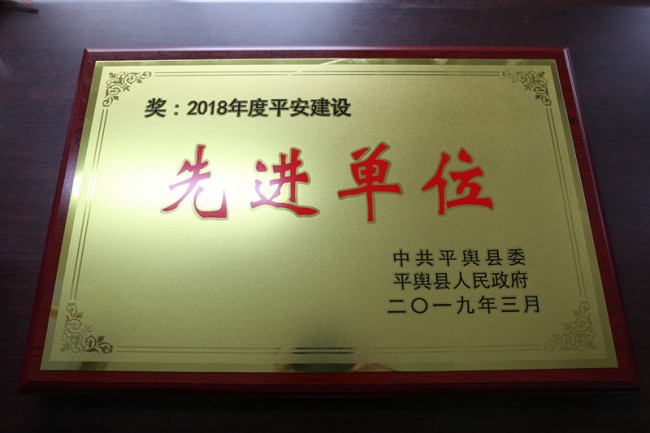 奖：2018年度平安建设
先进单位
中共平舆县委
平舆县人民政府
二〇一九年三月